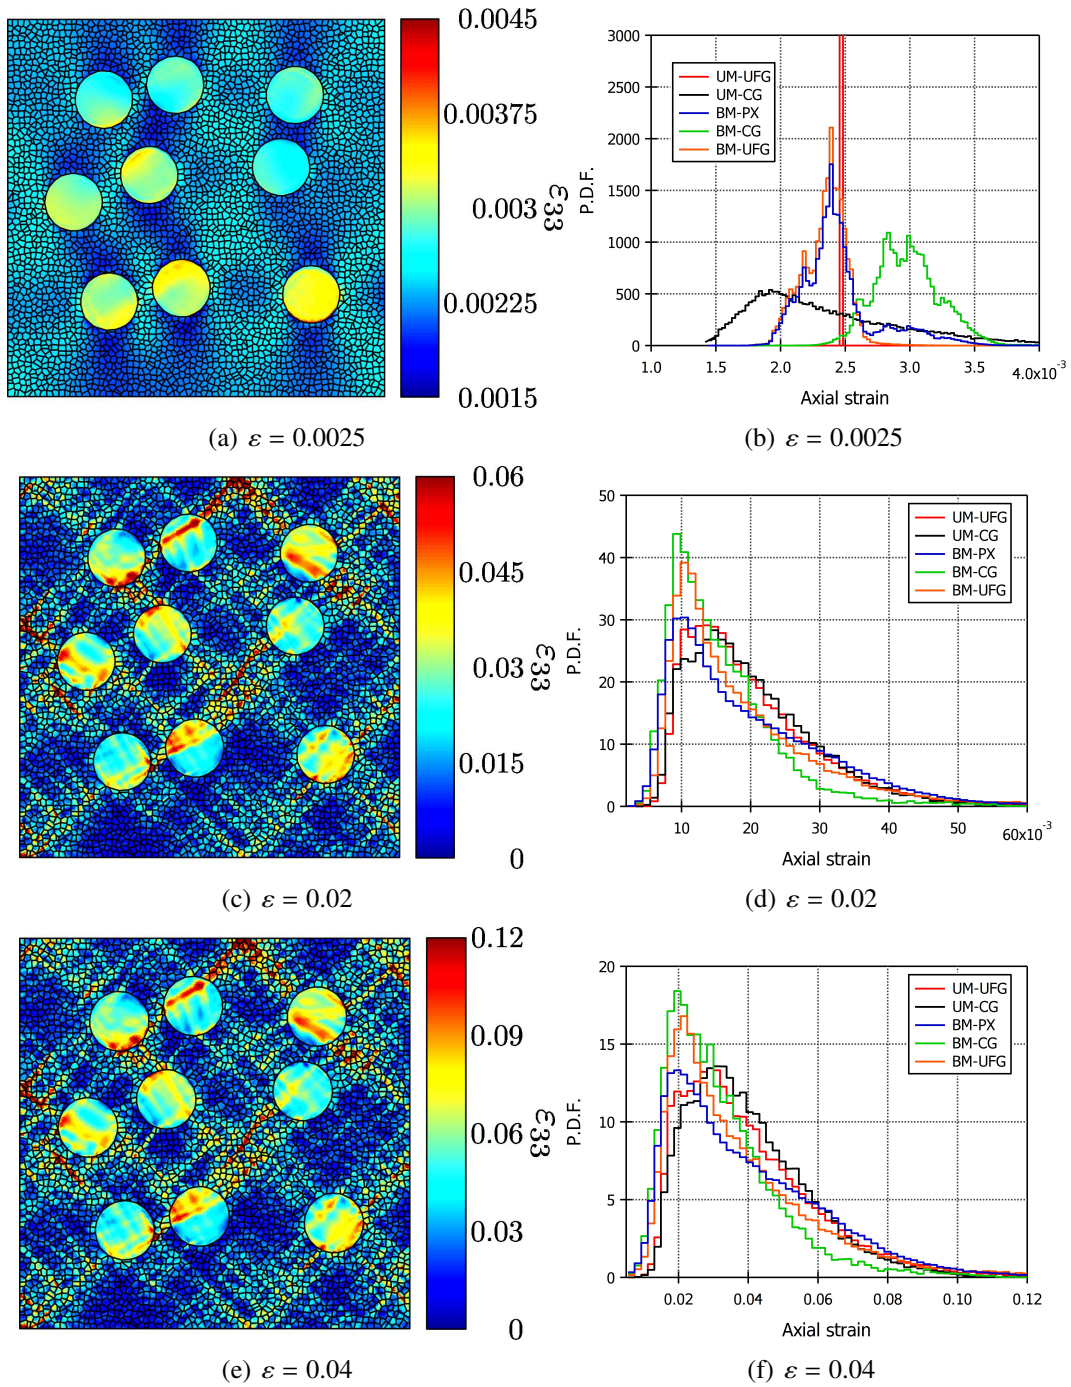 0.0045
0.00375
0.003
0.00225
0.0015
ε33
(a) ε = 0.0025
3000
2500
2000
1500
1000
500
0
P.D.F.
UM-UFG
UM-CG
BM-PX
BM-CG
BM-UFG
1.0 1.5 2.0 2.5 3.0 3.5 4.0x10-3
Axial strain
(b) ε = 0.0025
0.06
0.045
0.03
0.015
0
ε33
(c) ε = 0.02
50
40
30
20
10
0
P.D.F.
UM-UFG
UM-CG
BM-PX
BM-CG
BM-UFG
10 20 30 40 50 60x10-3
Axial strain
(d) ε = 0.02
0.12
0.09
0.06
0.03
0
ε33
(e) ε = 0.04
20
15
10
5
0
P.D.F.
UM-UFG
UM-CG
BM-PX
BM-CG
BM-UFG
0.02 0.04 0.06 0.08 0.10 0.12
Axial strain
(f) ε = 0.04